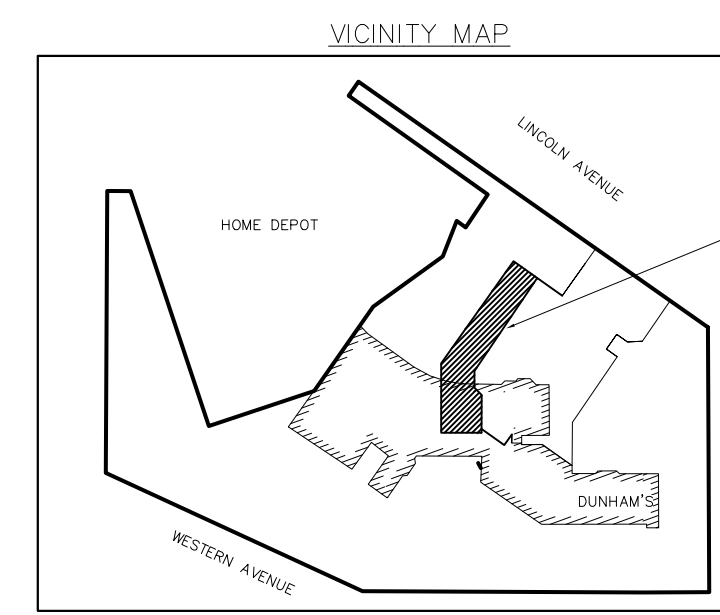 VICINITY MAP
LINCOLN AVENUE
HOME DEPOT
DUNHAM'S
WESTERN AVENUE